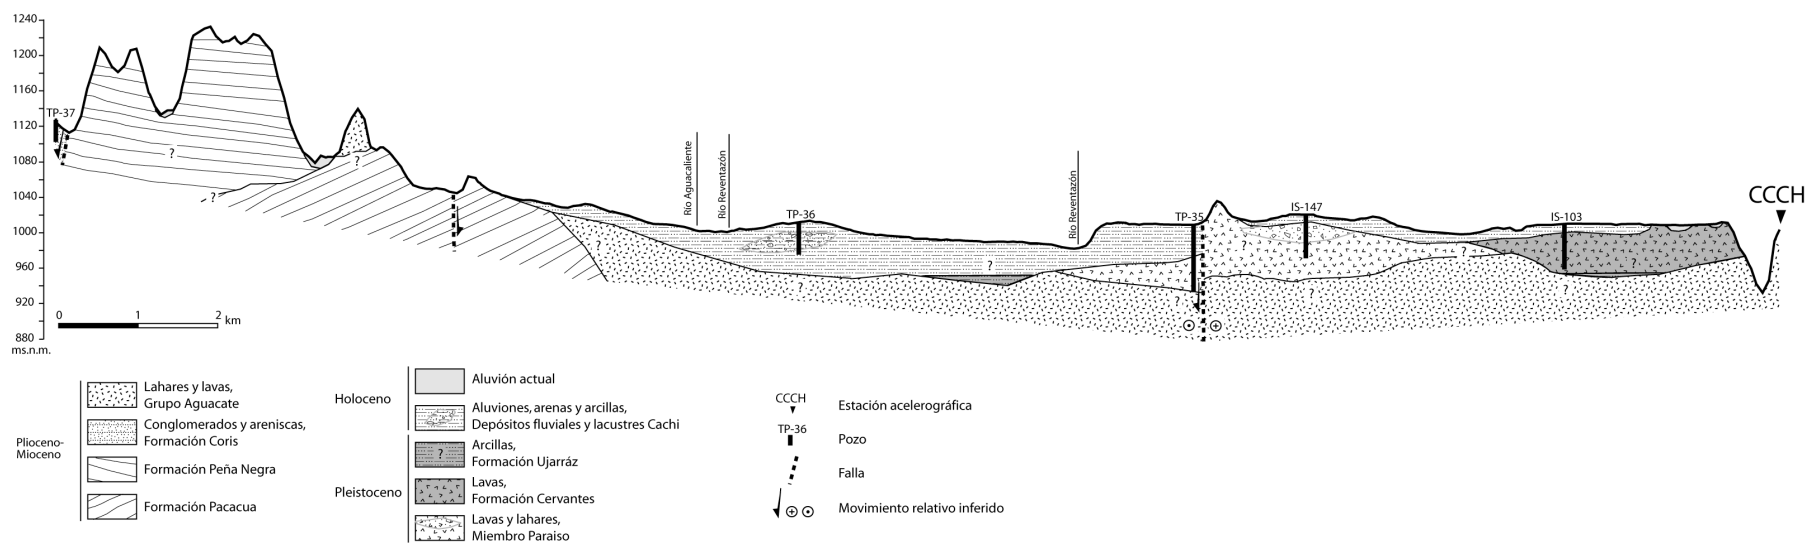 1240
1200
1160
1120
1080
1040
1000
960
920
880
ms.n.m.
TP-37
?
?
?
Río Aguacaliente
Río Reventazón
TP-36
Río Reventazón
TP-35
IS-147
IS-103
CCCH
?
?
?
?
?
?
?
?
?
0 1 2 km
Plioceno-
Mioceno
Lahares y lavas,
Grupo Aguacate
Conglomerados y areniscas,
Formación Coris
Formación Peña Negra
Formación Pacacua
Holoceno
Aluvión actual
Aluviones, arenas y arcillas,
Depósitos fluviales y lacustres Cachi
Pleistoceno
?
Arcillas,
Formación Ujarráz
Lavas,
Formación Cervantes
Lavas y lahares,
Miembro Paraiso
CCCH
Estación acelerográfica
TP-36
Pozo
Falla
Movimiento relativo inferido